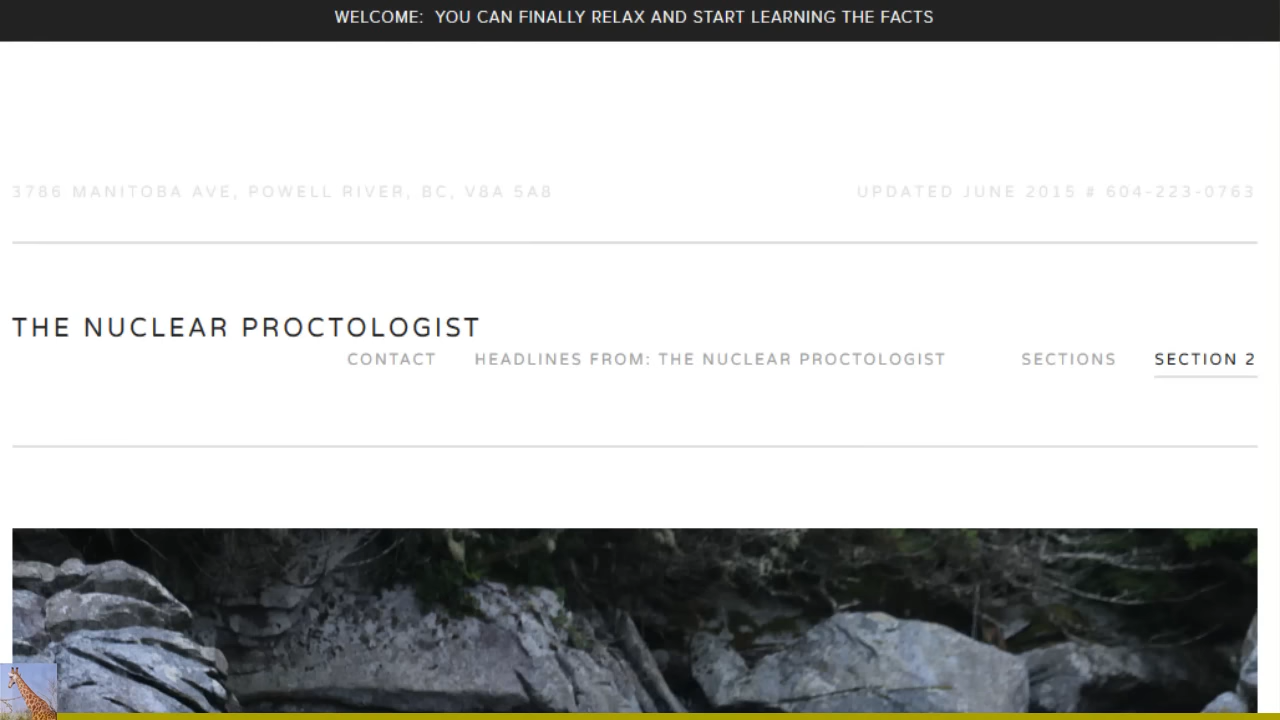 WELCOME: YOU CAN FINALLY RELAX AND START LEARNING THE FACTS
3786 MANITOBA AVE, POWELL RIVER, BC, V8A 5A8
UPDATED JUNE 2015 # 604-223-0763
THE NUCLEAR PROCTOLOGIST
CONTACT
HEADLINES FROM: THE NUCLEAR PROCTOLOGIST
SECTIONS
SECTION 2